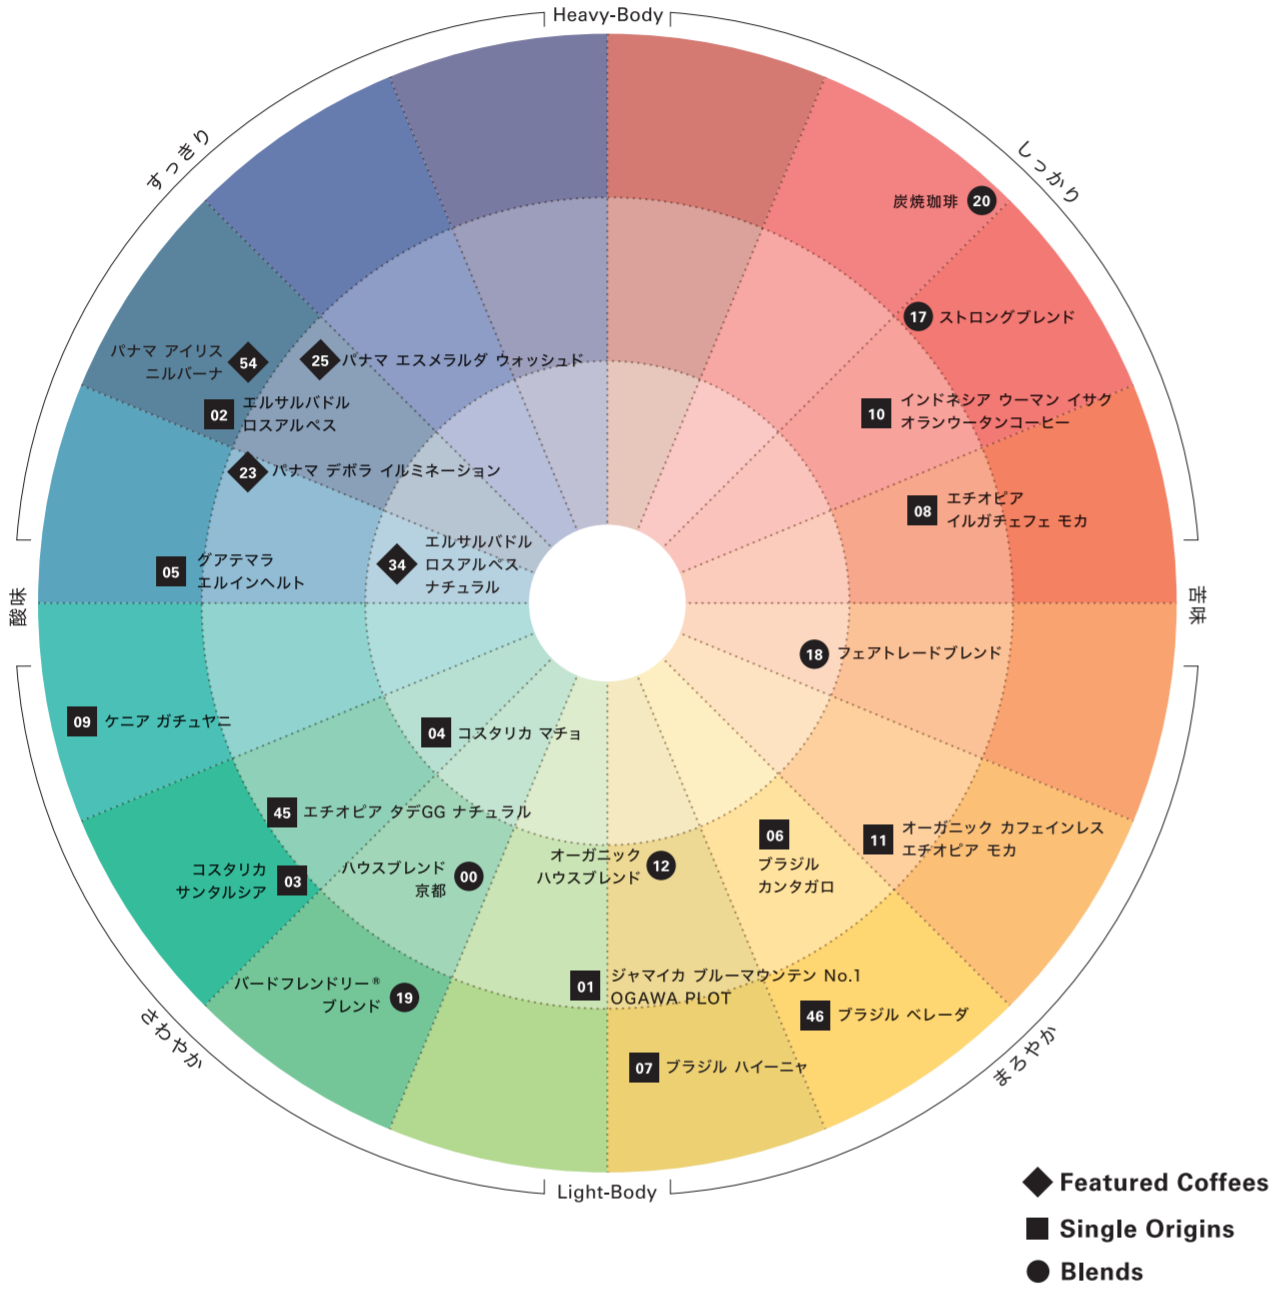 Heavy-Body
すっきり
しっかり
炭焼珈琲 20
17 ストロングブレンド
パナマ アイリス
ニルバーナ
54
25 パナマ エスメラルダ ウォッシュド
02
エルサルバドル
ロスアルペス
10
インドネシア ウーマン イサク
オランウータンコーヒー
23 パナマ デボラ イルミネーション
08
エチオピア
イルガチェフェ モカ
05
グアテマラ
エルインヘルト
34
エルサルバドル
ロスアルペス
ナチュラル
酸味
苦味
18 フェアトレードブレンド
09 ケニア ガチュヤニ
04 コスタリカ マチョ
45 エチオピア タデGG ナチュラル
06
ブラジル
カンタガロ
11
オーガニック カフェインレス
エチオピア モカ
コスタリカ
サンタルシア
03
ハウスブレンド
京都
00
オーガニック
ハウスブレンド
12
バードフレンドリー®
ブレンド
19
01
ジャマイカ ブルーマウンテン No.1
OGAWA PLOT
46 ブラジル ベレーダ
07 ブラジル ハイーニャ
さわやか
まろやか
Light-Body
Featured Coffees
Single Origins
Blends